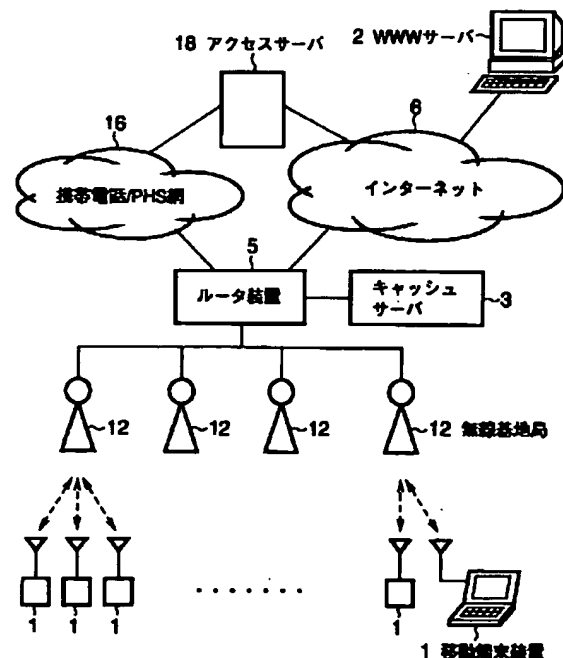 18 アクセスサーバ
2 WWWサーバ
16
6
携帯電話/PHS網
インターネット
5
ルータ装置
キャッシュ
サーバ
3
12
12
12
12 無線基地局
1
1
1
1
1 移動端末装置